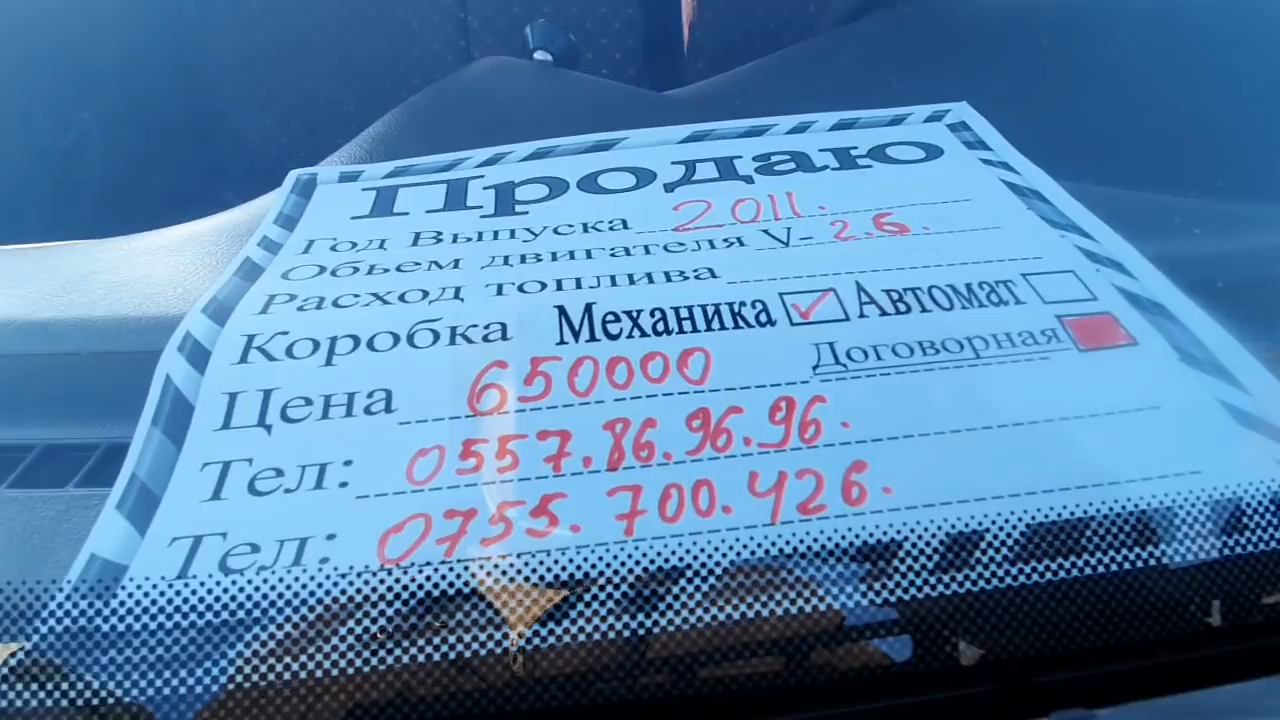 Продаю
Год Выпуска 2011.
Обьем двигателя V- 2.6.
Расход топлива
Коробка Механика Автомат
Цена 650000 Договорная
Тел: 0557.86.96.96.
Тел: 0755.700.426.